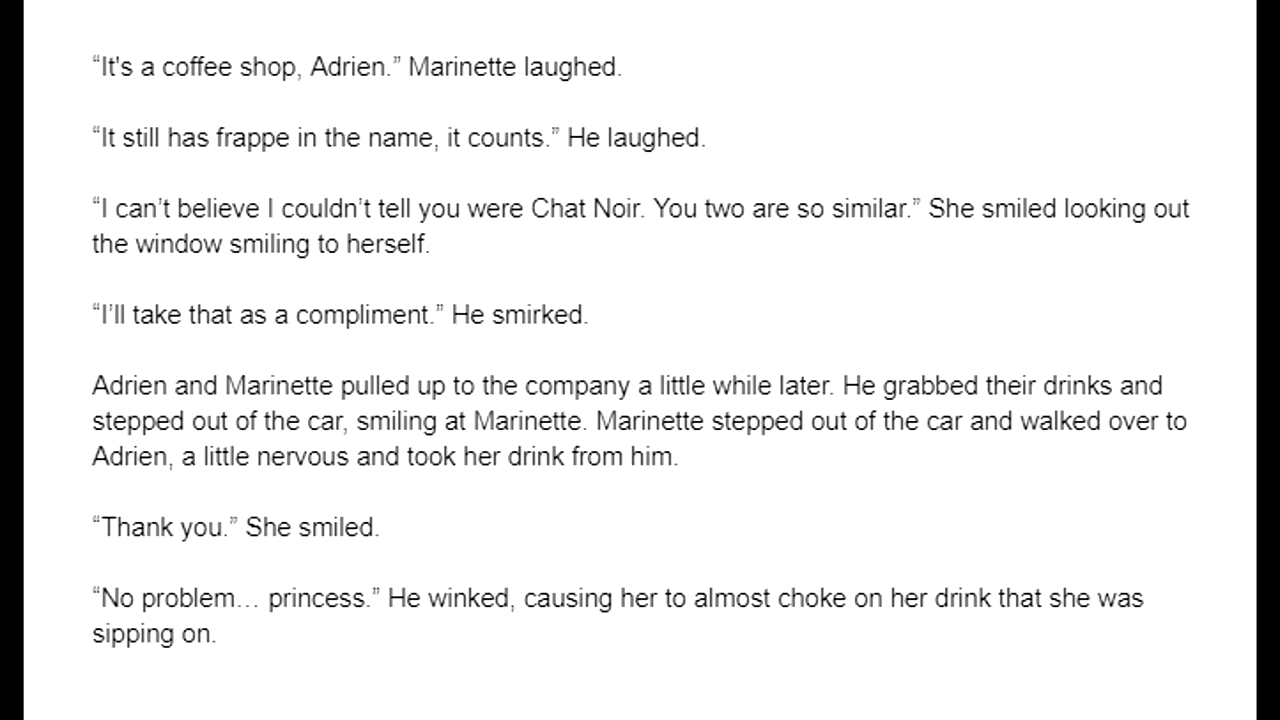 “It's a coffee shop, Adrien.” Marinette laughed.
“It still has frappe in the name, it counts.” He laughed.
“I can’t believe I couldn’t tell you were Chat Noir. You two are so similar.” She smiled looking out
the window smiling to herself.
“I’ll take that as a compliment.” He smirked.
Adrien and Marinette pulled up to the company a little while later. He grabbed their drinks and
stepped out of the car, smiling at Marinette. Marinette stepped out of the car and walked over to
Adrien, a little nervous and took her drink from him.
“Thank you.” She smiled.
“No problem… princess.” He winked, causing her to almost choke on her drink that she was
sipping on.